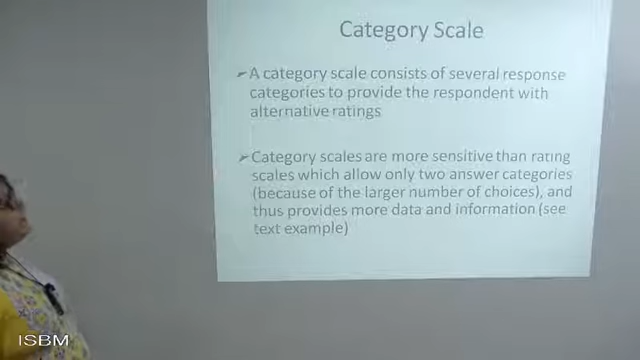 Category Scale
➢ A category scale consists of several response
categories to provide the respondent with
alternative ratings
➢ Category scales are more sensitive than rating
scales which allow only two answer categories
(because of the larger number of choices), and
thus provides more data and information (see
text example)
ISBM